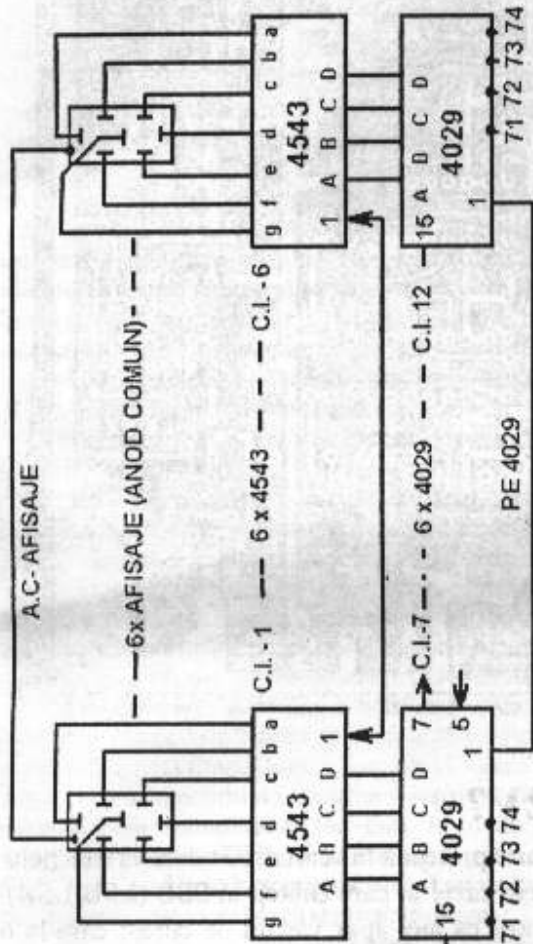 A.C- AFISAJE
6x AFISAJE (ANOD COMUN)
g f e d c b a
g f e d c b a
C.I. - 1 6 x 4543 C.I. - 6
4543
4543
A B C D 1
1 A B C D
15 A B C D 7
C.I.-7 6 x 4029 C.I. 12
15 A B C D
4029 5
4029
1
1
71 72 73 74
PE 4029
71 72 73 74